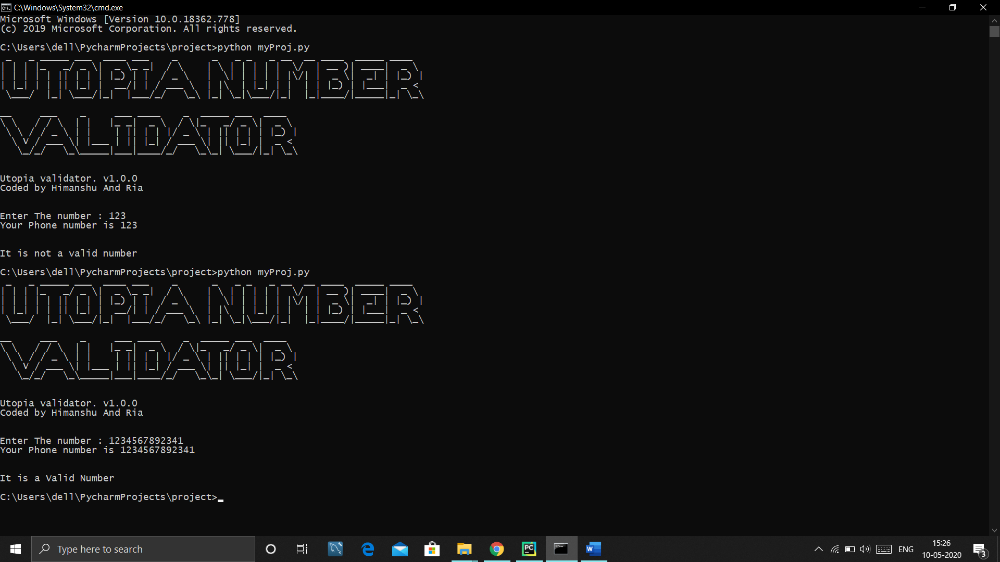 C:\Windows\System32\cmd.exe
Microsoft Windows [Version 10.0.18362.778]
(c) 2019 Microsoft Corporation. All rights reserved.
C:\Users\dell\PycharmProjects\project>python myProj.py
UTOPIA NUMBER
VALIDATOR
Utopia validator. v1.0.0
Coded by Himanshu And Ria
Enter The number : 123
Your Phone number is 123
It is not a valid number
C:\Users\dell\PycharmProjects\project>python myProj.py
UTOPIA NUMBER
VALIDATOR
Utopia validator. v1.0.0
Coded by Himanshu And Ria
Enter The number : 1234567892341
Your Phone number is 1234567892341
It is a Valid Number
C:\Users\dell\PycharmProjects\project>
Type here to search
PC
W
ENG
15:26
10-05-2020
3